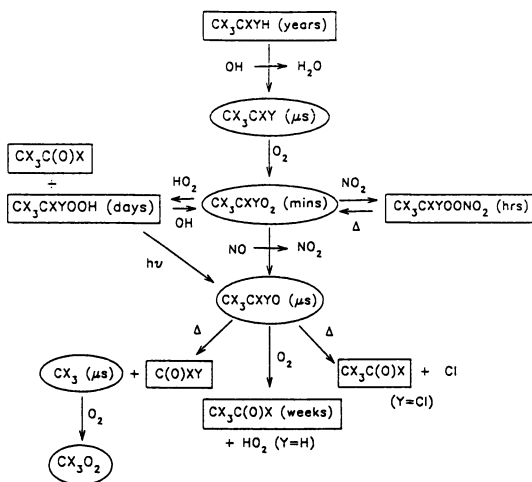 CX₃CXYH (years)
OH → H₂O
CX₃CXY (μs)
O₂
CX₃C(O)X
+
CX₃CXYOOH (days)
HO₂
OH
CX₃CXYO₂ (mins)
NO₂
Δ
CX₃CXYOONO₂ (hrs)
NO → NO₂
hν
CX₃CXYO (μs)
Δ
O₂
Δ
CX₃ (μs) + C(O)XY
CX₃C(O)X + Cl
(Y=Cl)
O₂
CX₃C(O)X (weeks)
+ HO₂ (Y=H)
CX₃O₂